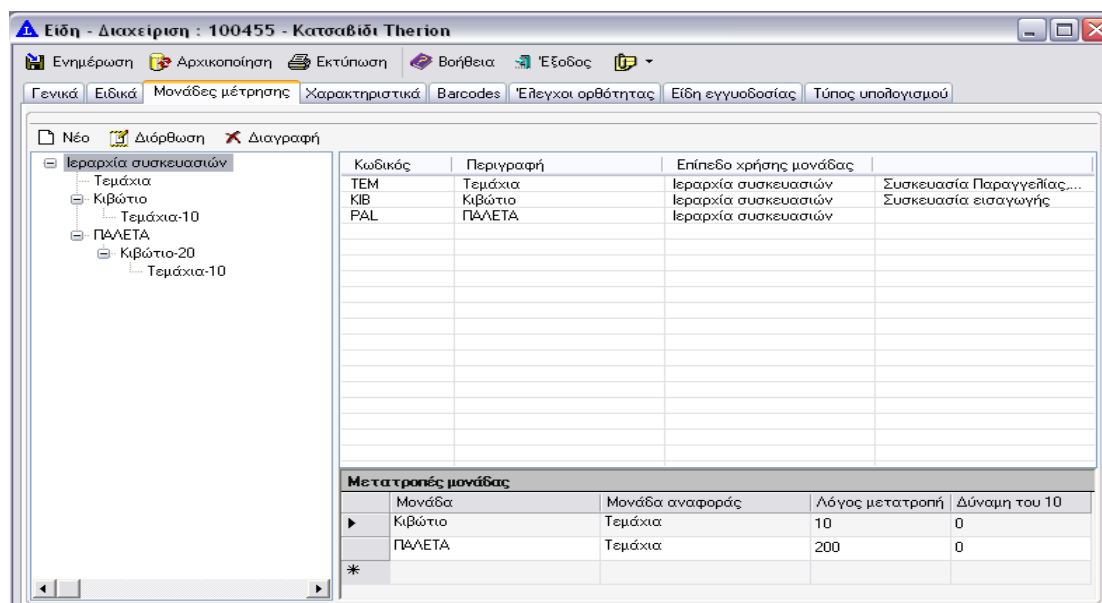 Είδη - Διαχείριση : 100455 - Κατσαβίδι Therion
Ενημέρωση Αρχικοποίηση Εκτύπωση Βοήθεια Έξοδος
Γενικά Ειδικά Μονάδες μέτρησης Χαρακτηριστικά Barcodes Έλεγχοι ορθότητας Είδη εγγυοδοσίας Τύπος υπολογισμού
Νέο Διόρθωση Διαγραφή
Ιεραρχία συσκευασιών
Τεμάχια
Κιβώτιο
Τεμάχια-10
ΠΑΛΕΤΑ
Κιβώτιο-20
Τεμάχια-10
Κωδικός Περιγραφή Επίπεδο χρήσης μονάδας
ΤΕΜ Τεμάχια Ιεραρχία συσκευασιών Συσκευασία Παραγγελίας,...
ΚΙΒ Κιβώτιο Ιεραρχία συσκευασιών Συσκευασία εισαγωγής
PAL ΠΑΛΕΤΑ Ιεραρχία συσκευασιών
Μετατροπές μονάδας
Μονάδα Μονάδα αναφοράς Λόγος μετατροπή Δύναμη του 10
Κιβώτιο Τεμάχια 10 0
ΠΑΛΕΤΑ Τεμάχια 200 0